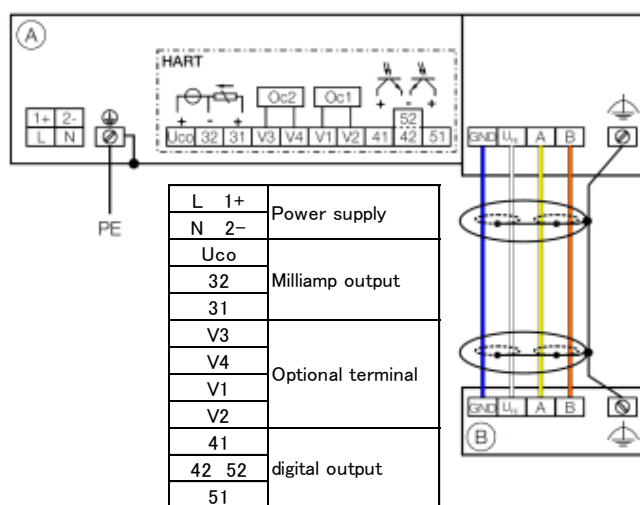 A
HART
Oc2 Oc1
+ - + + - +
1+ 2-
L N
52
Uco 32 31 V3 V4 V1 V2 41 42 51
GND UFE A B
PE
L 1+
N 2-
Power supply
Uco
32
31
Milliamp output
V3
V4
V1
V2
Optional terminal
41
42 52
51
digital output
GND UFE A B
B